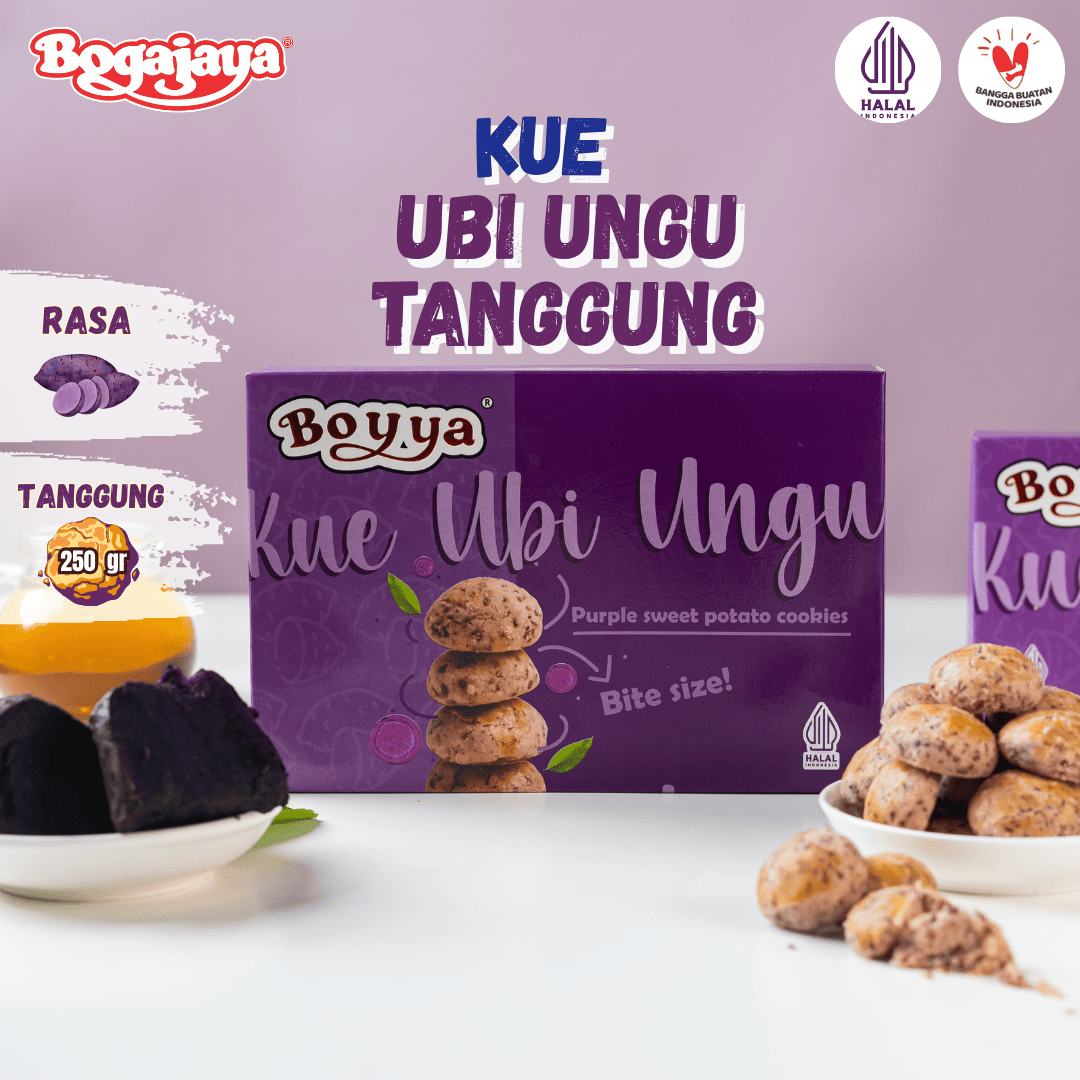 Bogajaya®
HALAL
INDONESIA
BANGGA BUATAN
INDONESIA
KUE
UBI UNGU
TANGGUNG
RASA
TANGGUNG
250 gr
Boyya®
Kue Ubi Ungu
Purple sweet potato cookies
Bite size!
HALAL
INDONESIA
Bo
Ku